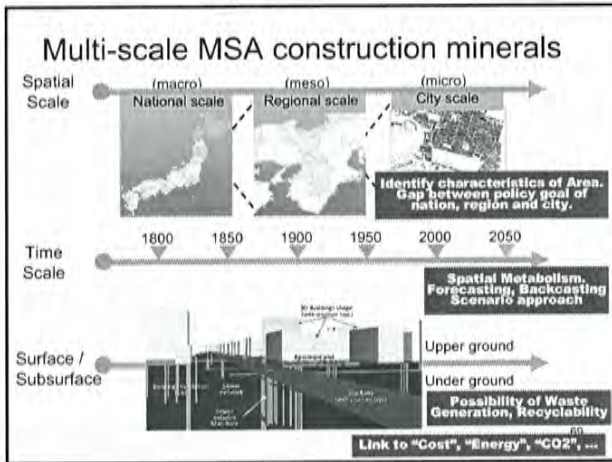 Multi-scale MSA construction minerals
Spatial Scale
(macro)
National scale
(meso)
Regional scale
(micro)
City scale
Identify characteristics of Area.
Gap between policy goal of
nation, region and city.
1800 1850 1900 1950 2000 2050
Time
Scale
Spatial Metabolism.
Forecasting, Backcasting
Scenario approach
Surface /
Subsurface
Upper ground
Under ground
Possibility of Waste
Generation, Recyclability
69
Link to "Cost", "Energy", "CO2", ...